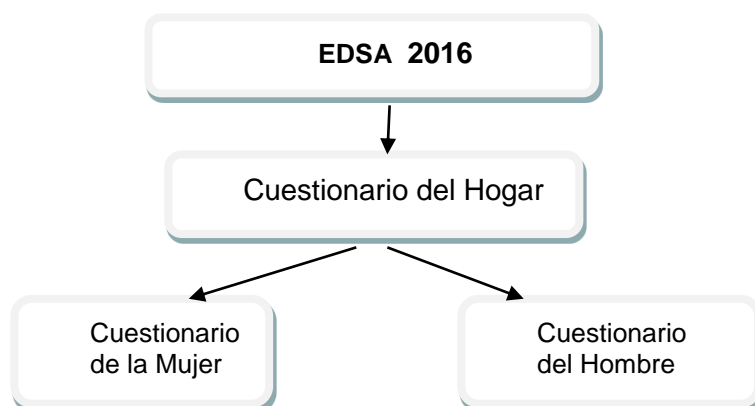 EDSA 2016
Cuestionario del Hogar
Cuestionario
de la Mujer
Cuestionario
del Hombre